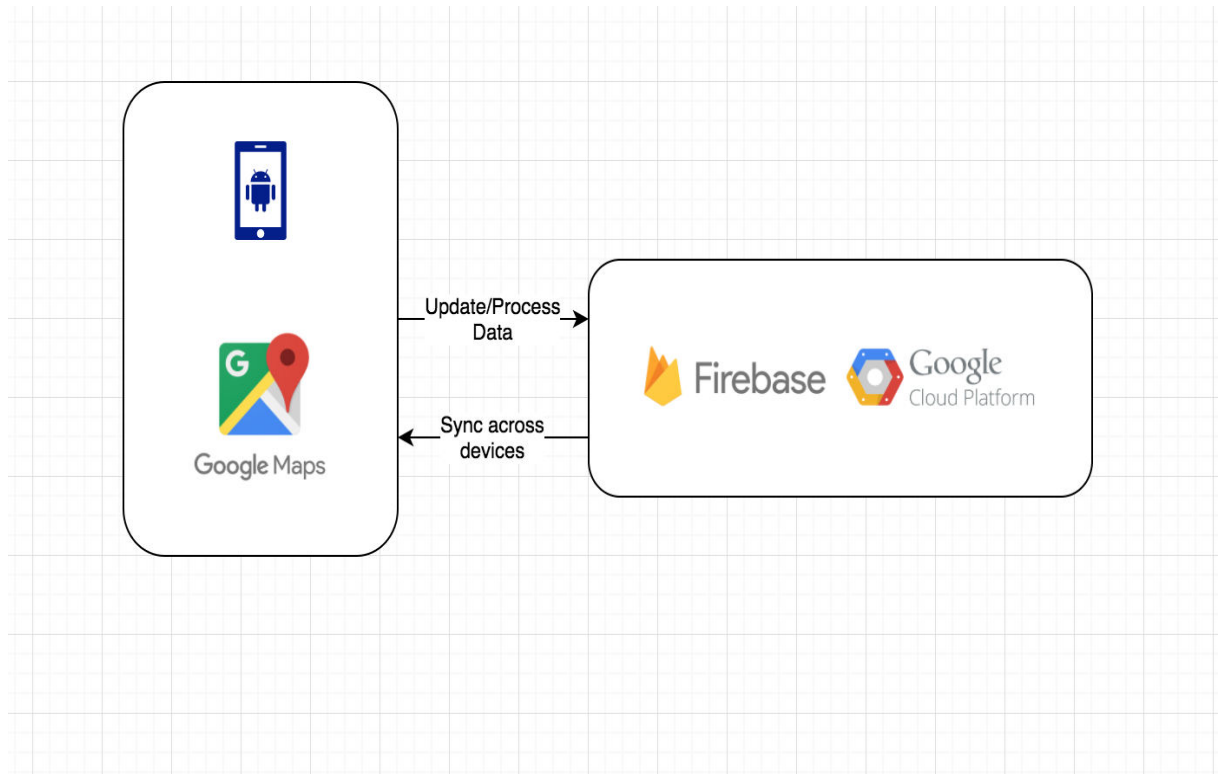 G
Google Maps
Update/Process
Data
Sync across
devices
Firebase
Google
Cloud Platform